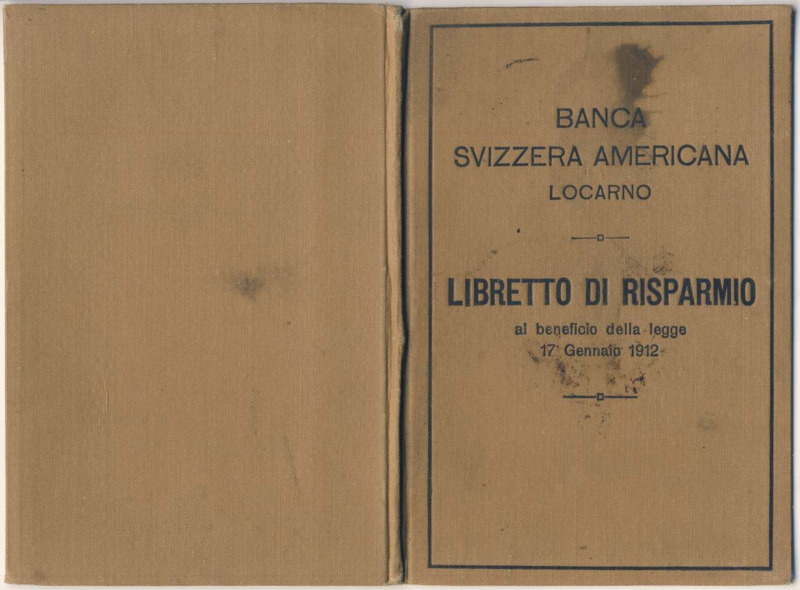 BANCA
SVIZZERA AMERICANA
LOCARNO
LIBRETTO DI RISPARMIO
al beneficio della legge
17 Gennaio 1912